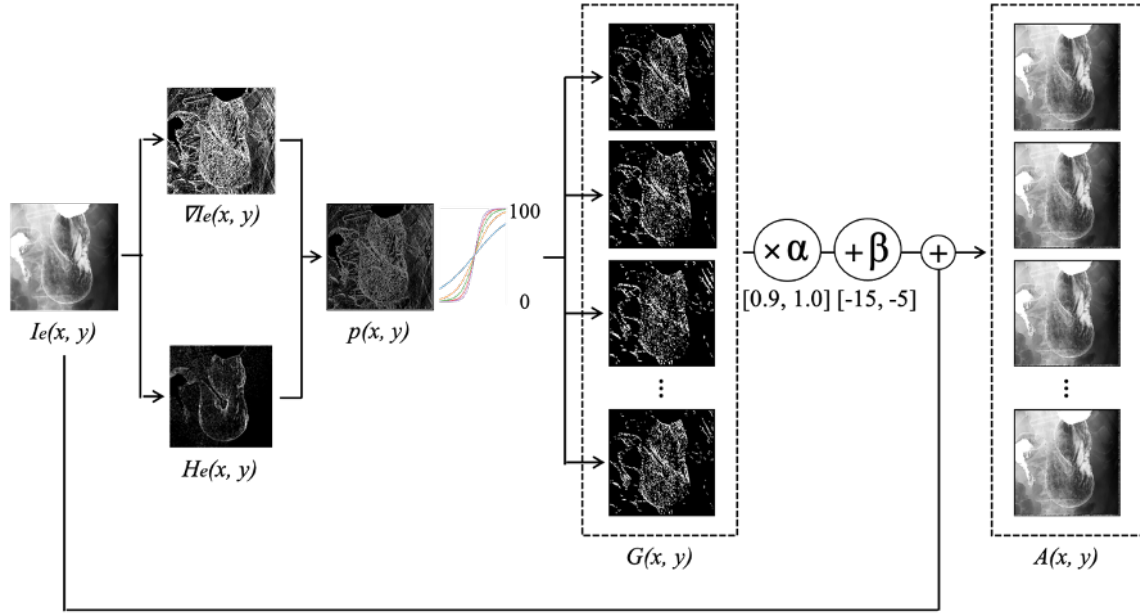 ∇Ie(x, y)
100
0
Ie(x, y)
p(x, y)
He(x, y)
× α
+ β
+
[0.9, 1.0] [-15, -5]
⋮
⋮
G(x, y)
A(x, y)